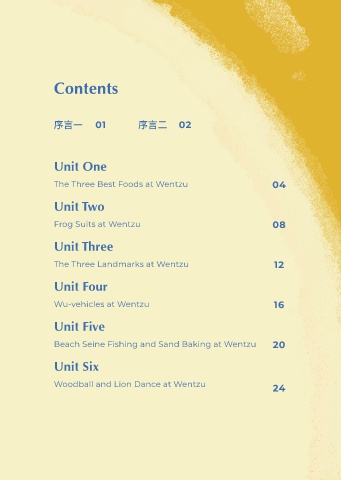 Contents
序言一 01 序言二 02
Unit One
The Three Best Foods at Wentzu 04
Unit Two
Frog Suits at Wentzu 08
Unit Three
The Three Landmarks at Wentzu 12
Unit Four
Wu-vehicles at Wentzu 16
Unit Five
Beach Seine Fishing and Sand Baking at Wentzu 20
Unit Six
Woodball and Lion Dance at Wentzu 24